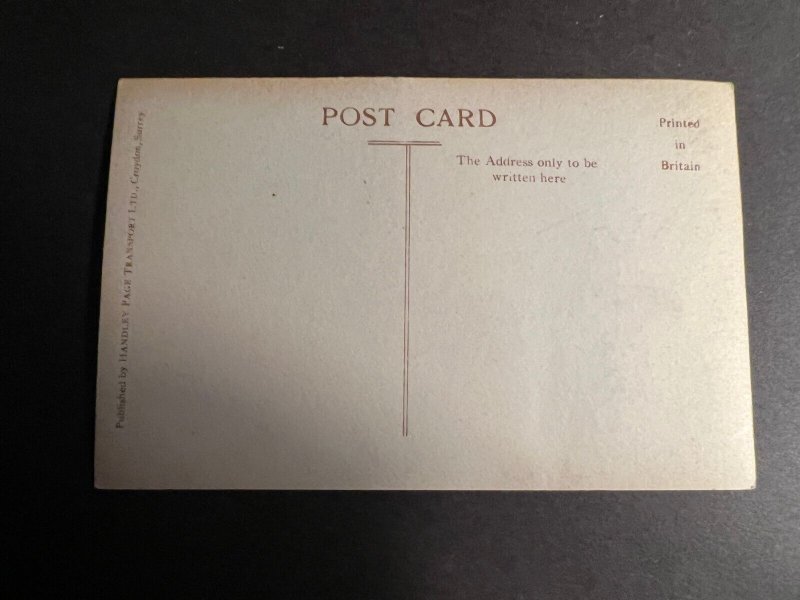 POST CARD
The Address only to be
written here
Printed
in
Britain
Published by HANDLEY PAGE TRANSPORT LTD., Croydon, Surrey